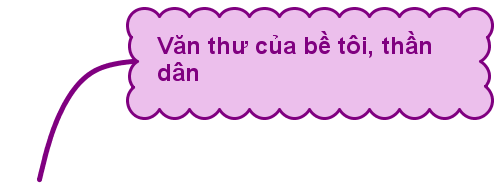 Văn thư của bề tôi, thần
dân